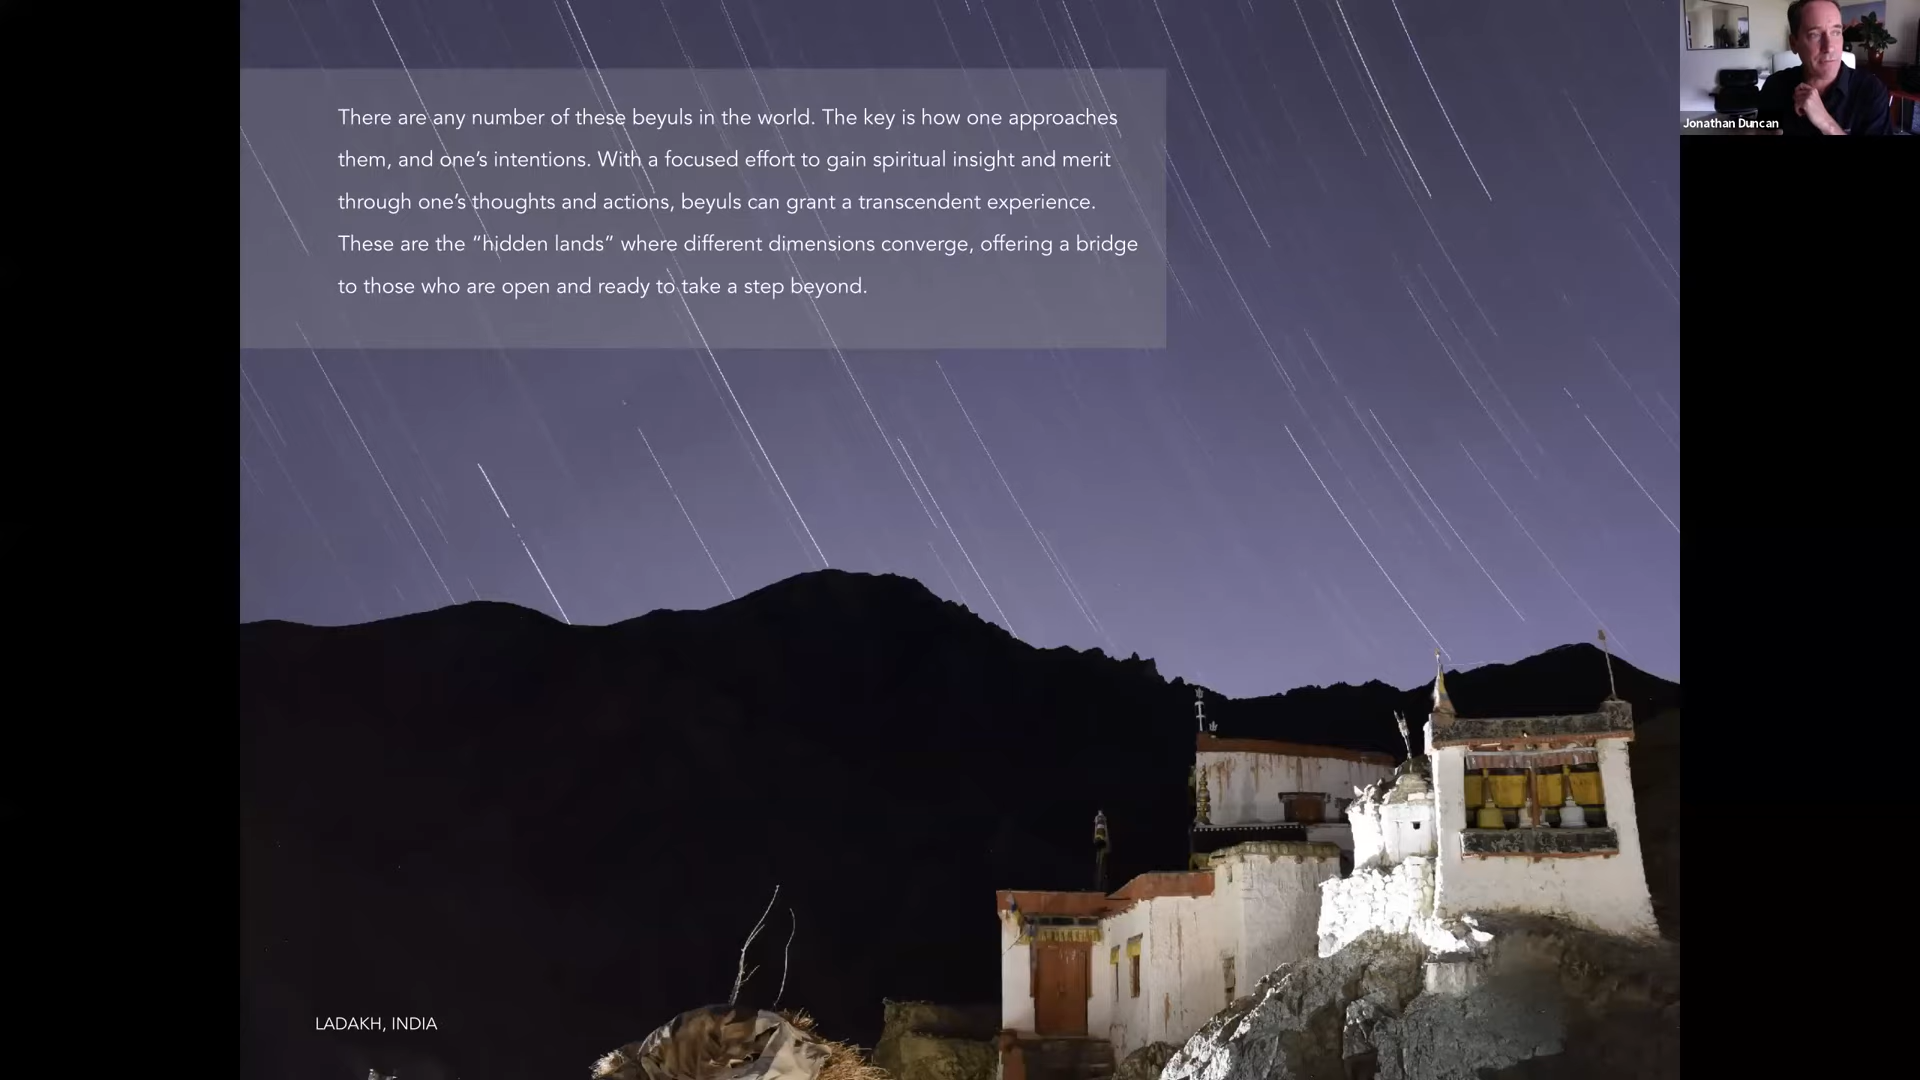 There are any number of these beyuls in the world. The key is how one approaches
them, and one’s intentions. With a focused effort to gain spiritual insight and merit
through one’s thoughts and actions, beyuls can grant a transcendent experience.
These are the “hidden lands” where different dimensions converge, offering a bridge
to those who are open and ready to take a step beyond.
Jonathan Duncan
LADAKH, INDIA